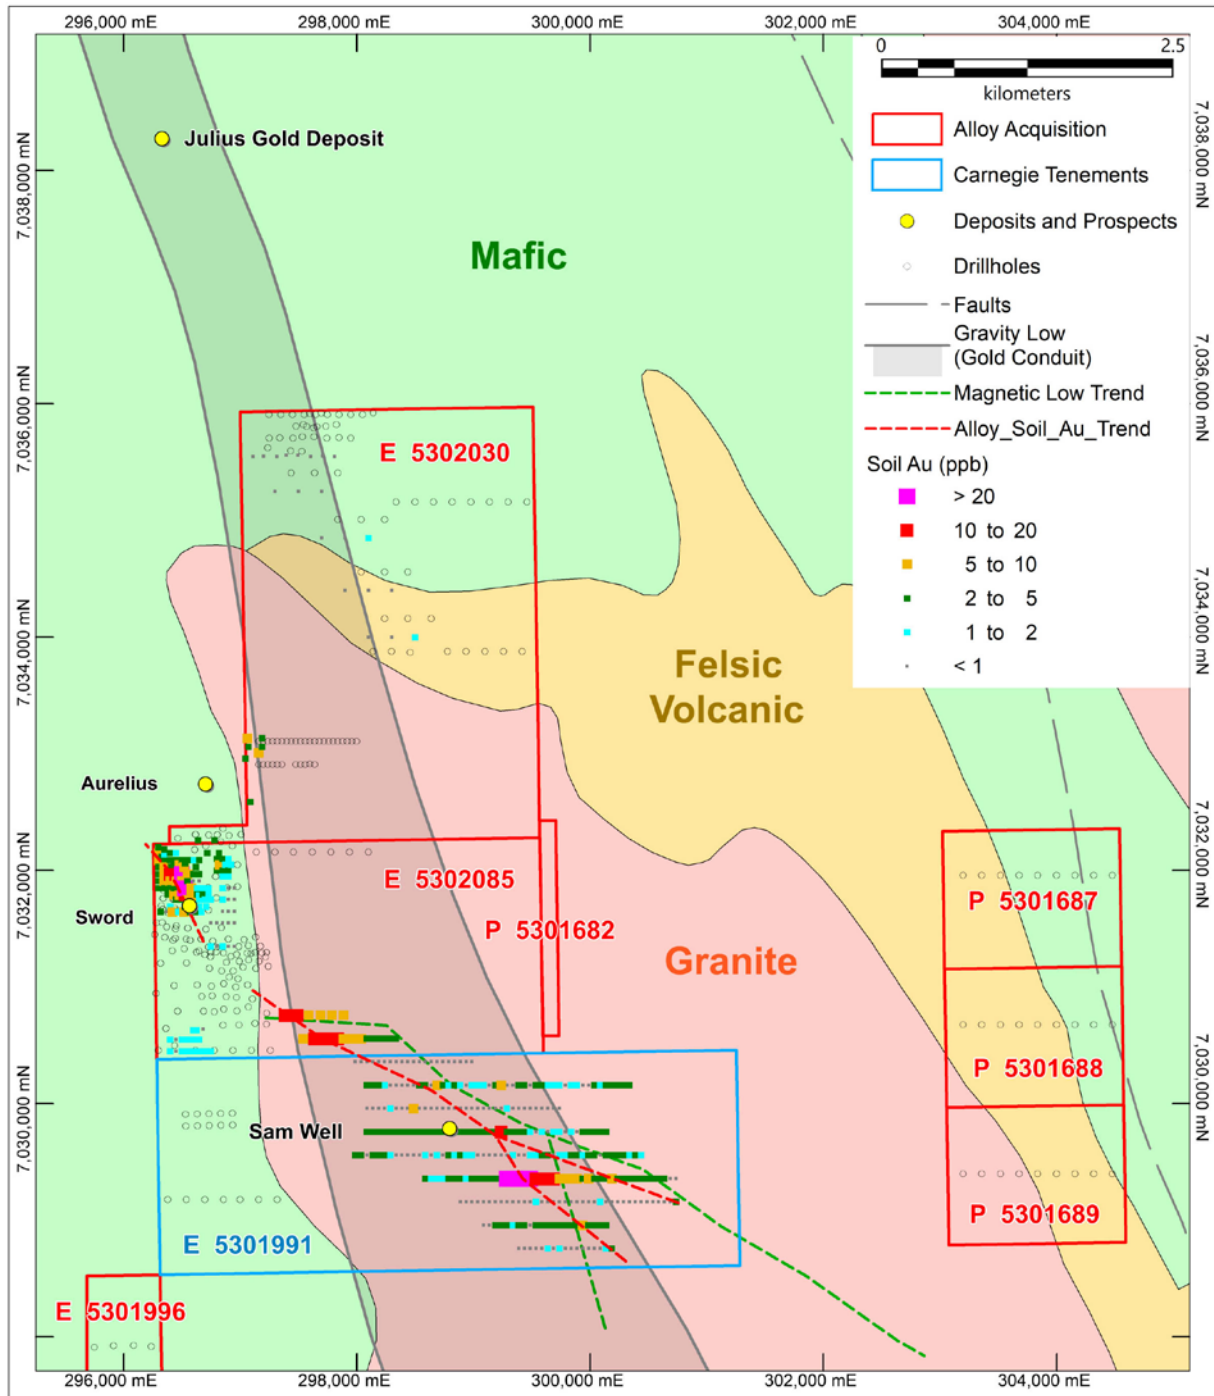 296,000 mE
298,000 mE
300,000 mE
302,000 mE
304,000 mE
0
2.5
kilometers
Alloy Acquisition
Carnegie Tenements
Deposits and Prospects
Drillholes
Faults
Gravity Low
(Gold Conduit)
Magnetic Low Trend
Alloy_Soil_Au_Trend
Soil Au (ppb)
> 20
10 to 20
5 to 10
2 to 5
1 to 2
< 1
7,038,000 mN
7,036,000 mN
7,034,000 mN
7,032,000 mN
7,030,000 mN
7,038,000 mN
7,036,000 mN
7,034,000 mN
7,032,000 mN
7,030,000 mN
Julius Gold Deposit
Mafic
E 5302030
Felsic
Volcanic
Aurelius
E 5302085
Sword
P 5301682
Granite
P 5301687
P 5301688
P 5301689
Sam Well
E 5301991
E 5301996
296,000 mE
298,000 mE
300,000 mE
302,000 mE
304,000 mE